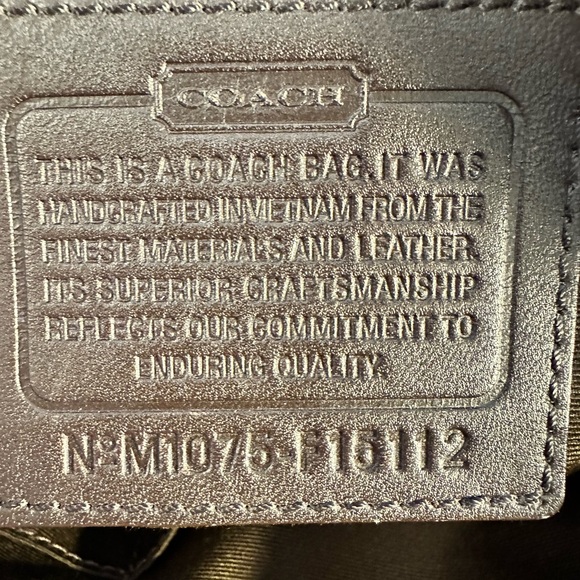 COACH
THIS IS A COACH BAG. IT WAS
HANDCRAFTED IN VIETNAM FROM THE
FINEST MATERIALS AND LEATHER.
ITS SUPERIOR CRAFTSMANSHIP
REFLECTS OUR COMMITMENT TO
ENDURING QUALITY.
Nº M1075-F15112